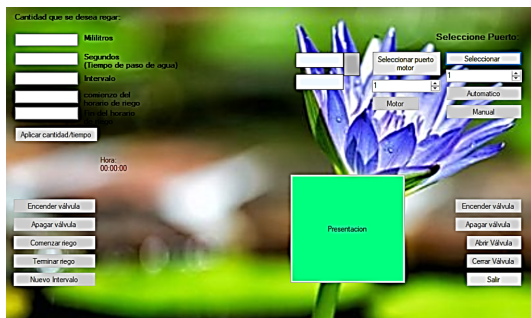 Cantidad que se desea regar:
Mililitros
Segundos
(Tiempo de paso de agua)
Intervalo
comienzo del
horario de riego
Fin del horario
Aplicar cantidad/tiempo
Hora:
00:00:00
Encender válvula
Apagar válvula
Comenzar riego
Terminar riego
Nuevo Intervalo
Seleccione Puerto:
Seleccionar puerto
motor
1
Motor
Seleccionar
1
Automatico
Manual
Presentacion
Encender válvula
Apagar válvula
Abrir Válvula
Cerrar Válvula
Salir